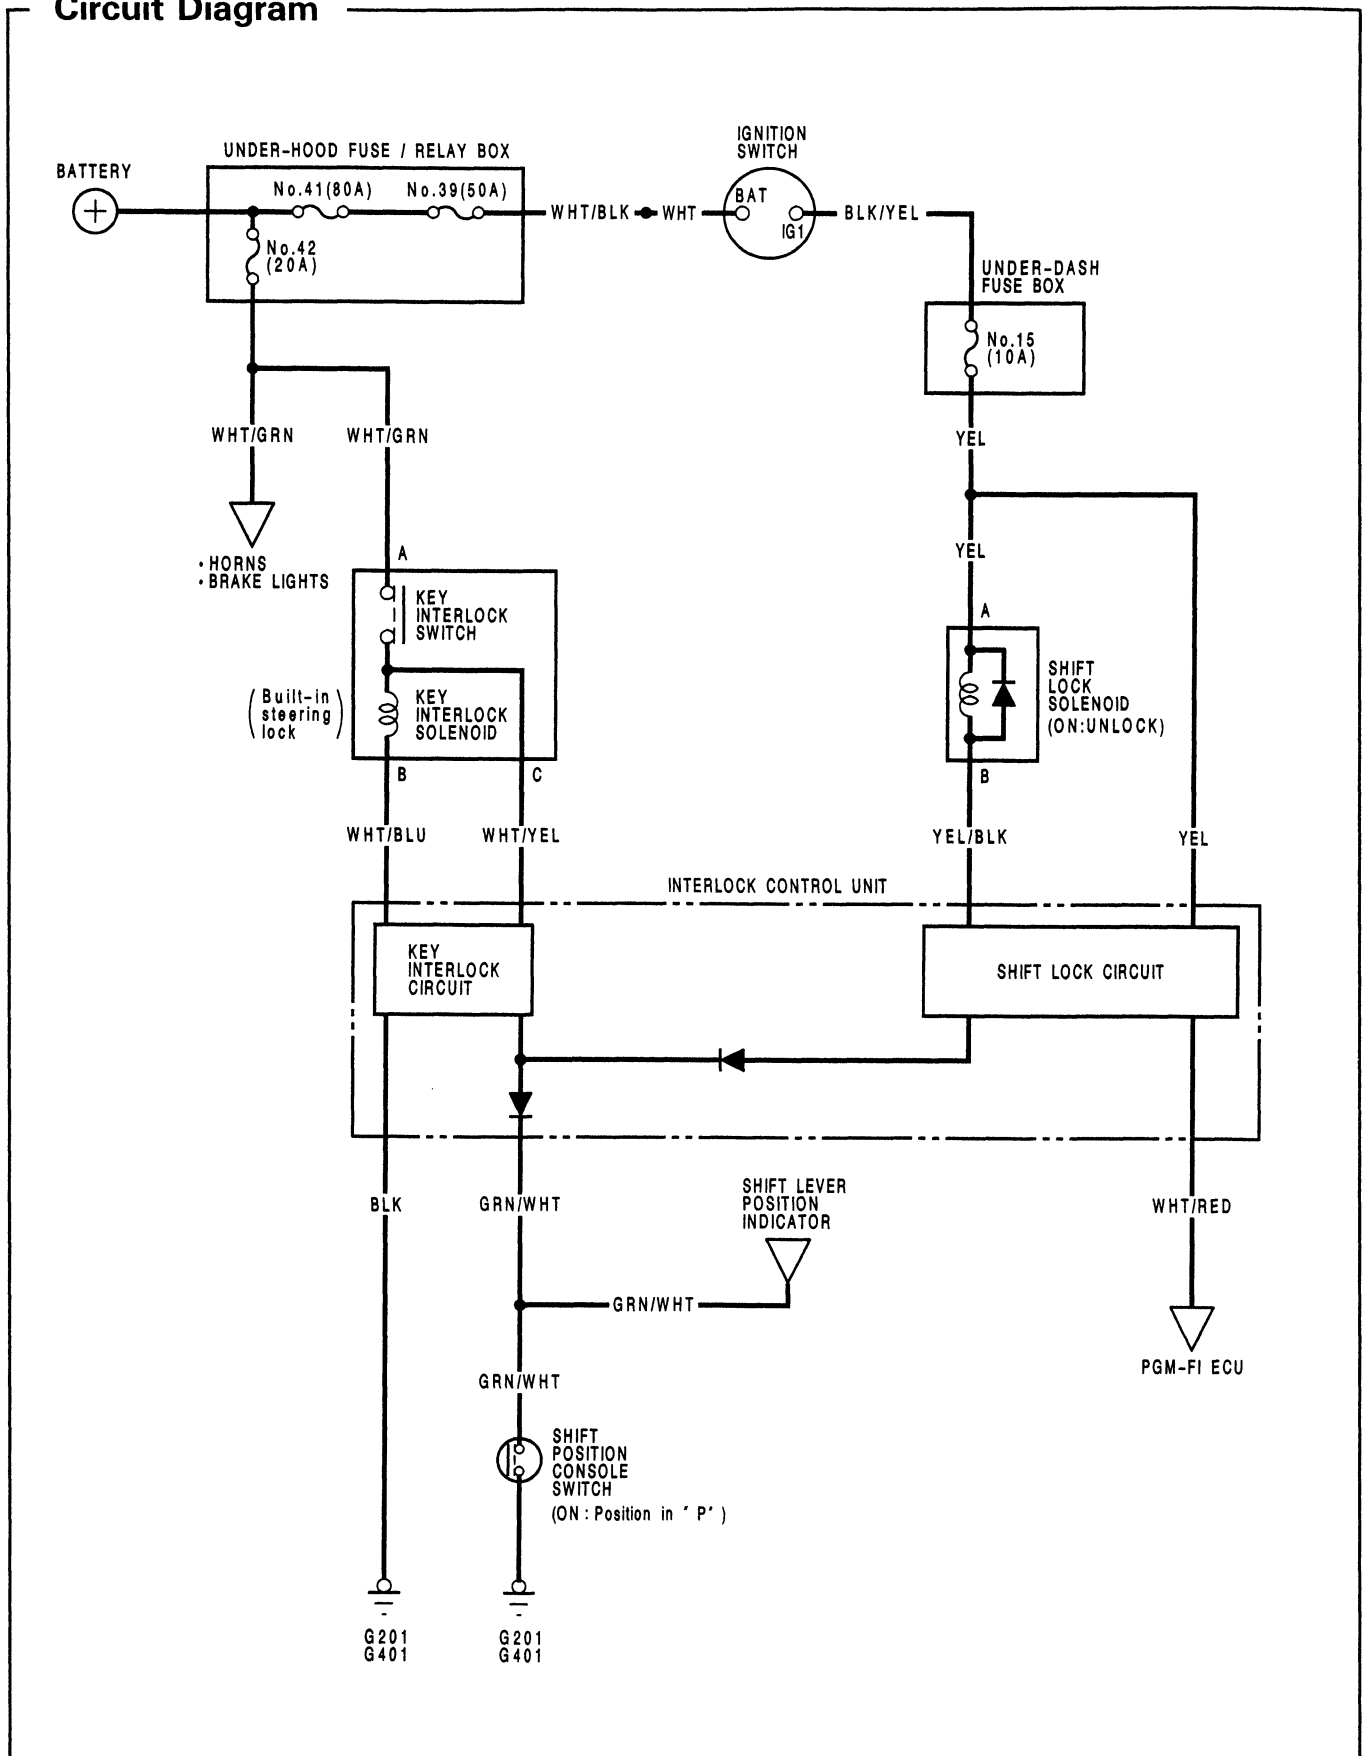 Circuit Diagram
BATTERY
UNDER-HOOD FUSE / RELAY BOX
No.41(80A)
No.39(50A)
No.42
(20A)
WHT/BLK
WHT
IGNITION
SWITCH
BAT
IG1
BLK/YEL
UNDER-DASH
FUSE BOX
No.15
(10A)
WHT/GRN
WHT/GRN
YEL
• HORNS
• BRAKE LIGHTS
YEL
A
KEY
INTERLOCK
SWITCH
(Built-in
steering
lock)
KEY
INTERLOCK
SOLENOID
B
C
A
SHIFT
LOCK
SOLENOID
(ON:UNLOCK)
B
WHT/BLU
WHT/YEL
YEL/BLK
YEL
INTERLOCK CONTROL UNIT
KEY
INTERLOCK
CIRCUIT
SHIFT LOCK CIRCUIT
BLK
GRN/WHT
SHIFT LEVER
POSITION
INDICATOR
WHT/RED
GRN/WHT
PGM-FI ECU
GRN/WHT
SHIFT
POSITION
CONSOLE
SWITCH
(ON : Position in ′ P′ )
G201
G401
G201
G401